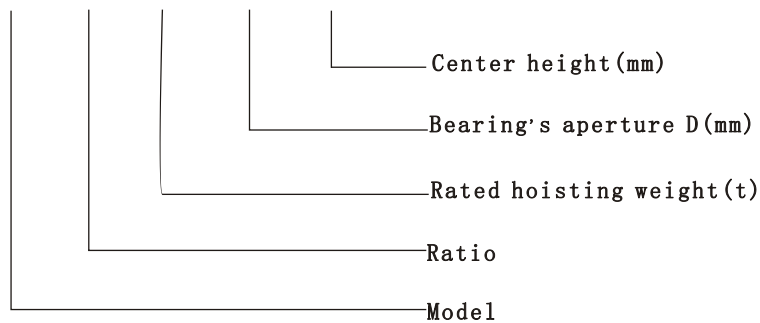 Center height(mm)
Bearing's aperture D(mm)
Rated hoisting weight(t)
Ratio
Model